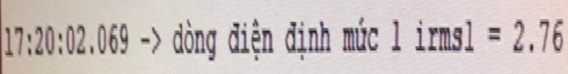 17:20:02.069 -> dòng điện định mức 1 irms1 = 2.76